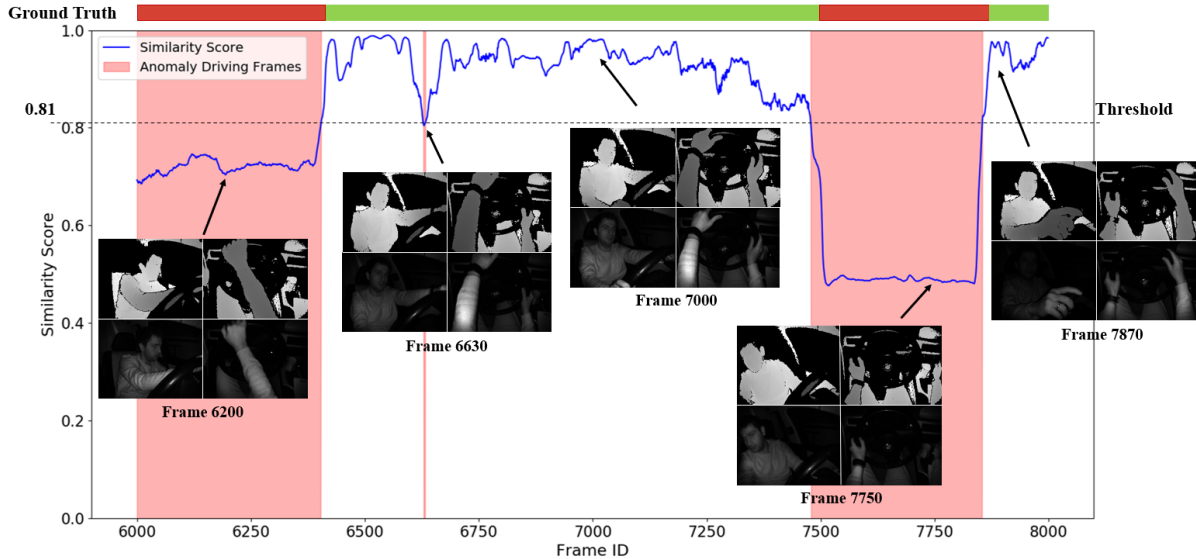 Ground Truth
1.0
Similarity Score
Anomaly Driving Frames
0.81
Threshold
0.8
0.6
0.4
0.2
0.0
Similarity Score
Frame 6200
Frame 6630
Frame 7000
Frame 7750
Frame 7870
6000
6250
6500
6750
7000
7250
7500
7750
8000
Frame ID